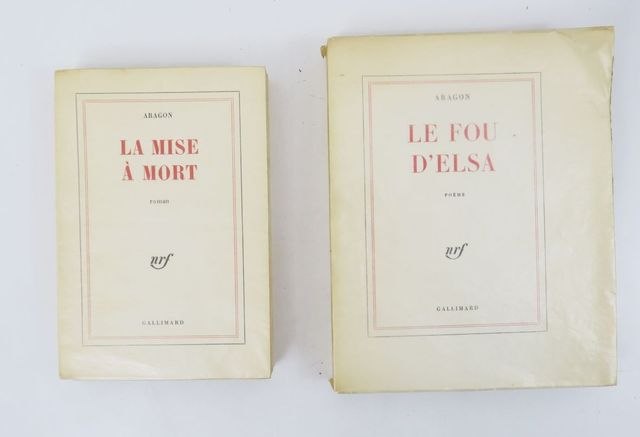 ARAGON
LA MISE
À MORT
roman
nrf
GALLIMARD
ARAGON
LE FOU
D'ELSA
POÈME
nrf
GALLIMARD